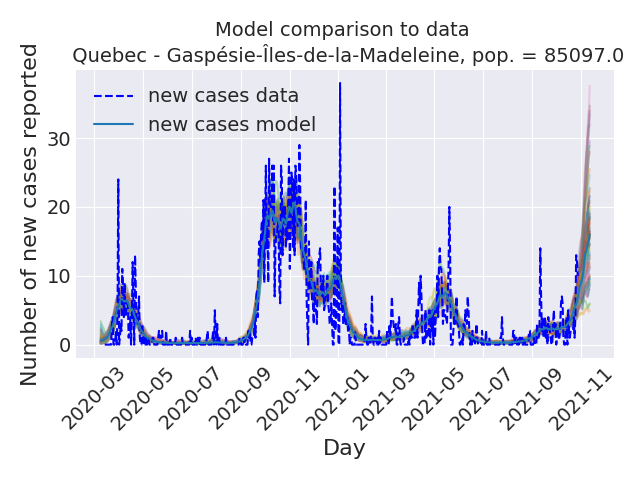 Model comparison to data
Quebec - Gaspésie-Îles-de-la-Madeleine, pop. = 85097.0
new cases data
new cases model
Number of new cases reported
30
20
10
0
2020-03
2020-05
2020-07
2020-09
2020-11
2021-01
2021-03
2021-05
2021-07
2021-09
2021-11
Day